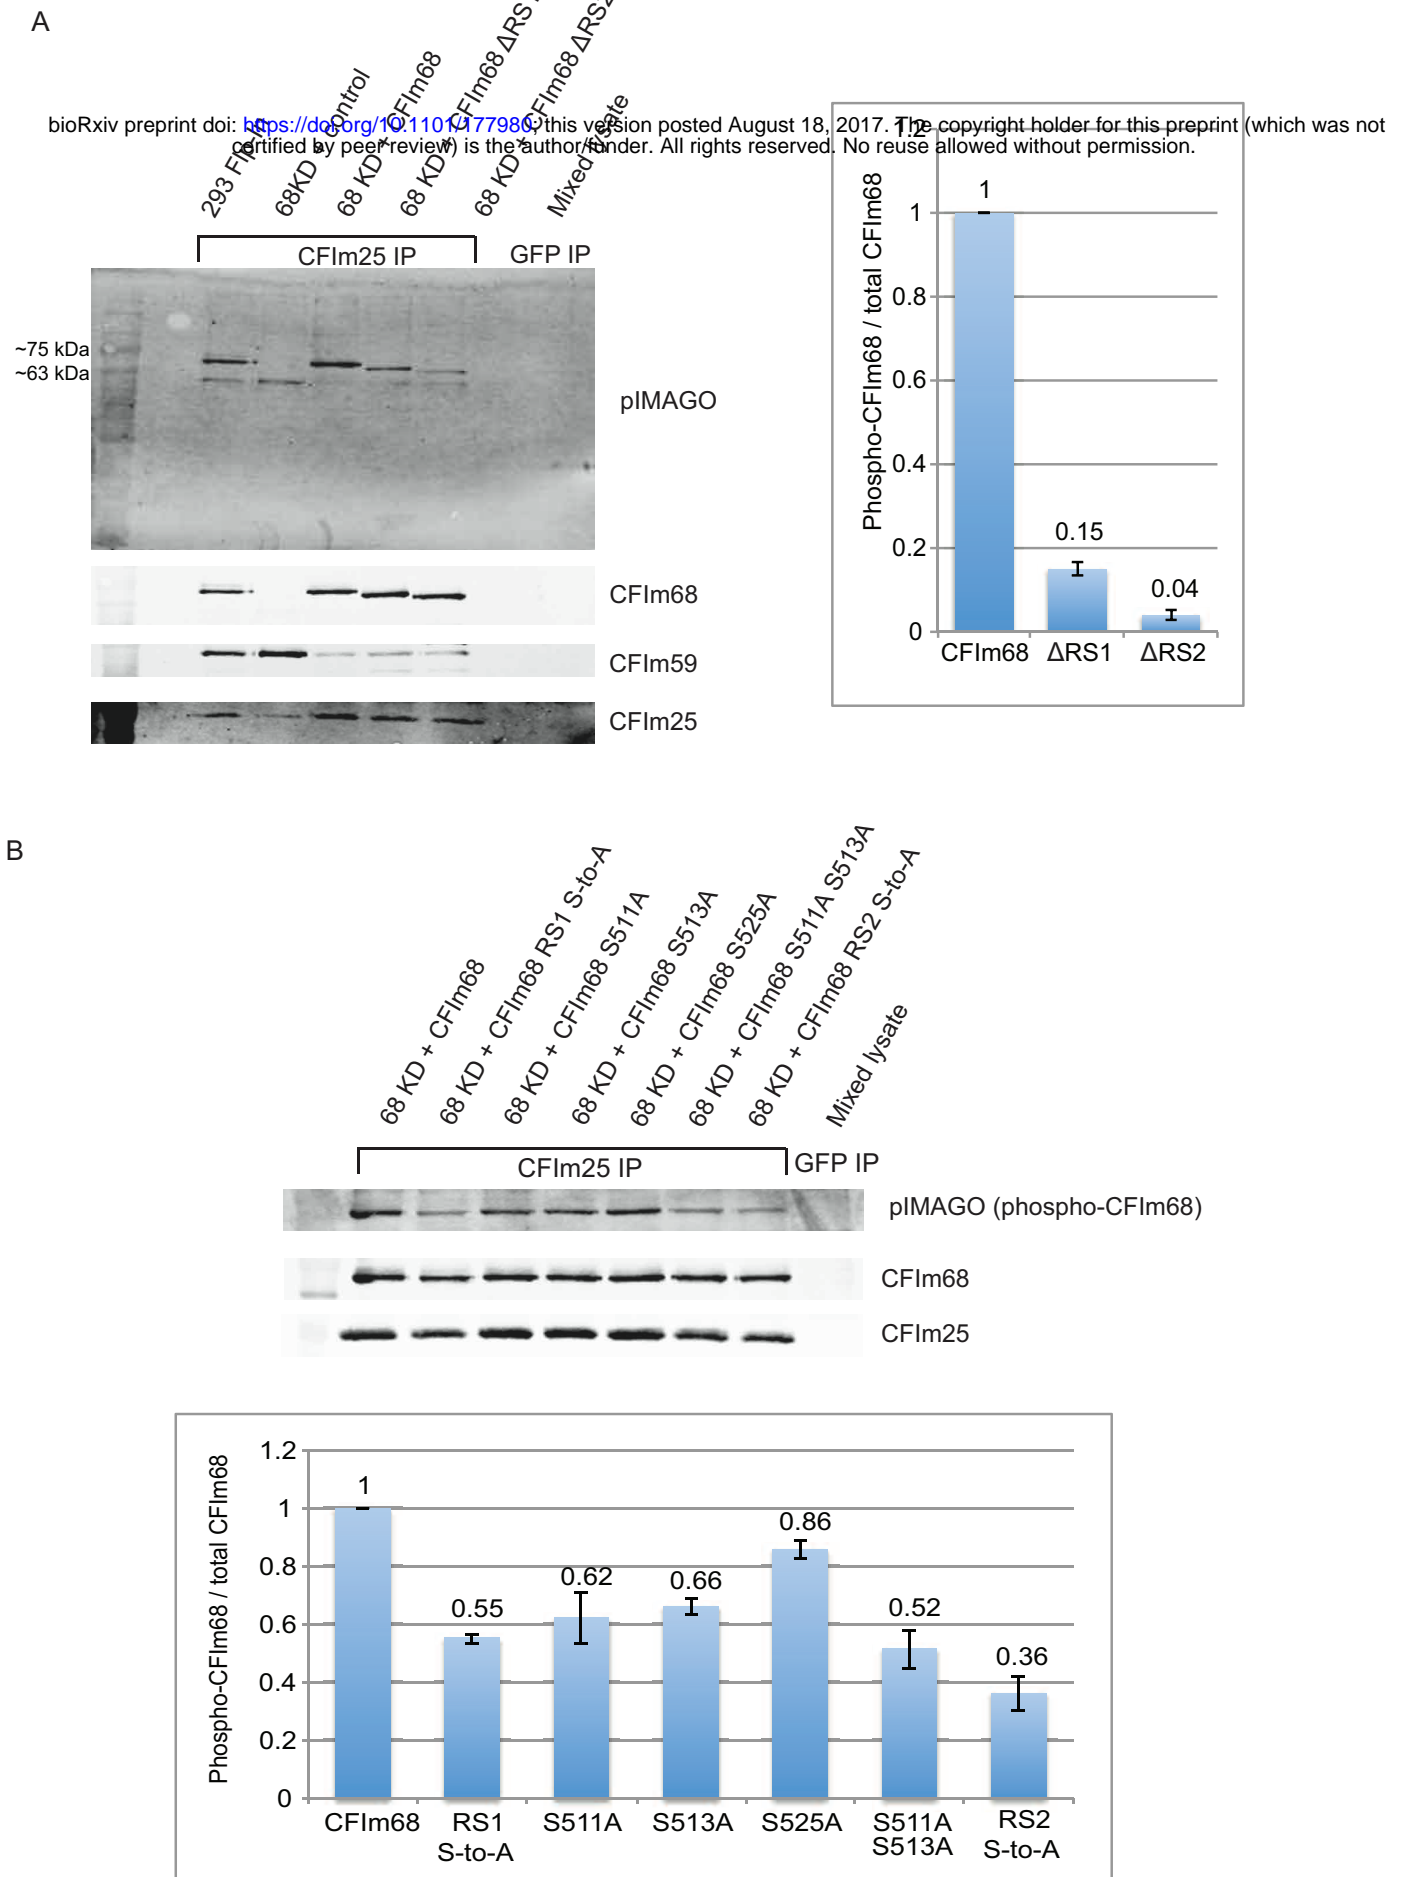 A
293 Flp-In
68KD + control
68 KD + CFIm68
68 KD + CFIm68 ΔRS1
68 KD + CFIm68 ΔRS2
Mixed lysate
bioRxiv preprint doi: https://doi.org/10.1101/177980; this version posted August 18, 2017. The copyright holder for this preprint (which was not
certified by peer review) is the author/funder. All rights reserved. No reuse allowed without permission.
CFIm25 IP
GFP IP
~75 kDa
~63 kDa
pIMAGO
CFIm68
CFIm59
CFIm25
Phospho-CFIm68 / total CFIm68
1.2
1
0.8
0.6
0.4
0.2
0
1
0.15
0.04
CFIm68 ΔRS1 ΔRS2
B
68 KD + CFIm68
68 KD + CFIm68 RS1 S-to-A
68 KD + CFIm68 S511A
68 KD + CFIm68 S513A
68 KD + CFIm68 S525A
68 KD + CFIm68 S511A S513A
68 KD + CFIm68 RS2 S-to-A
Mixed lysate
CFIm25 IP
GFP IP
pIMAGO (phospho-CFIm68)
CFIm68
CFIm25
Phospho-CFIm68 / total CFIm68
1.2
1
0.8
0.6
0.4
0.2
0
1
0.55
0.62
0.66
0.86
0.52
0.36
CFIm68
RS1
S-to-A
S511A
S513A
S525A
S511A
S513A
RS2
S-to-A